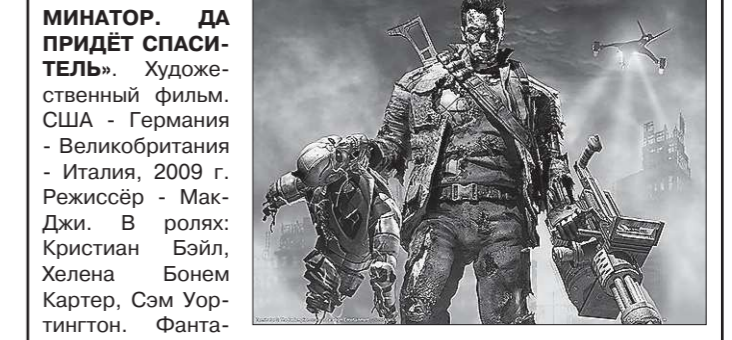 МИНАТОР. ДА
ПРИДЁТ СПАСИ-
ТЕЛЬ». Художе-
ственный фильм.
США - Германия
- Великобритания
- Италия, 2009 г.
Режиссёр - Мак-
Джи. В ролях:
Кристиан Бэйл,
Хелена Бонем
Картер, Сэм Уор-
тингтон. Фанта-